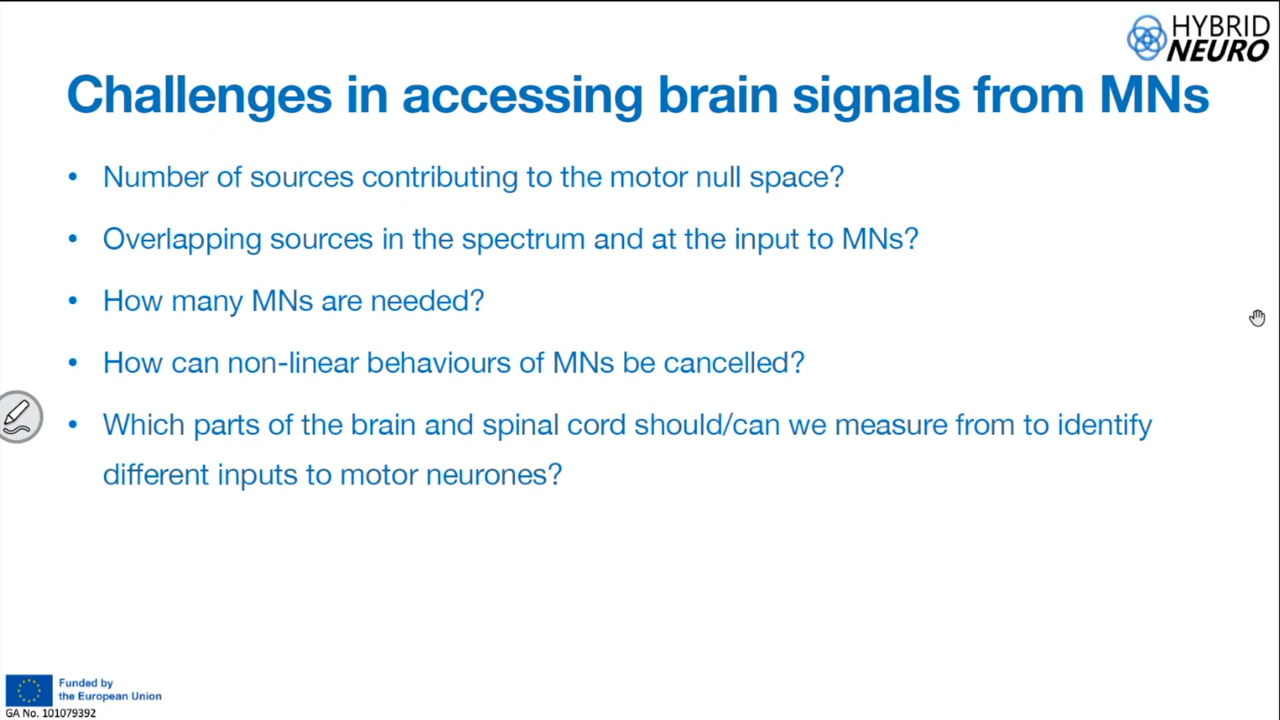 HYBRID
NEURO
Challenges in accessing brain signals from MNs
• Number of sources contributing to the motor null space?
• Overlapping sources in the spectrum and at the input to MNs?
• How many MNs are needed?
• How can non-linear behaviours of MNs be cancelled?
• Which parts of the brain and spinal cord should/can we measure from to identify
different inputs to motor neurones?
Funded by
the European Union
GA No. 101079392